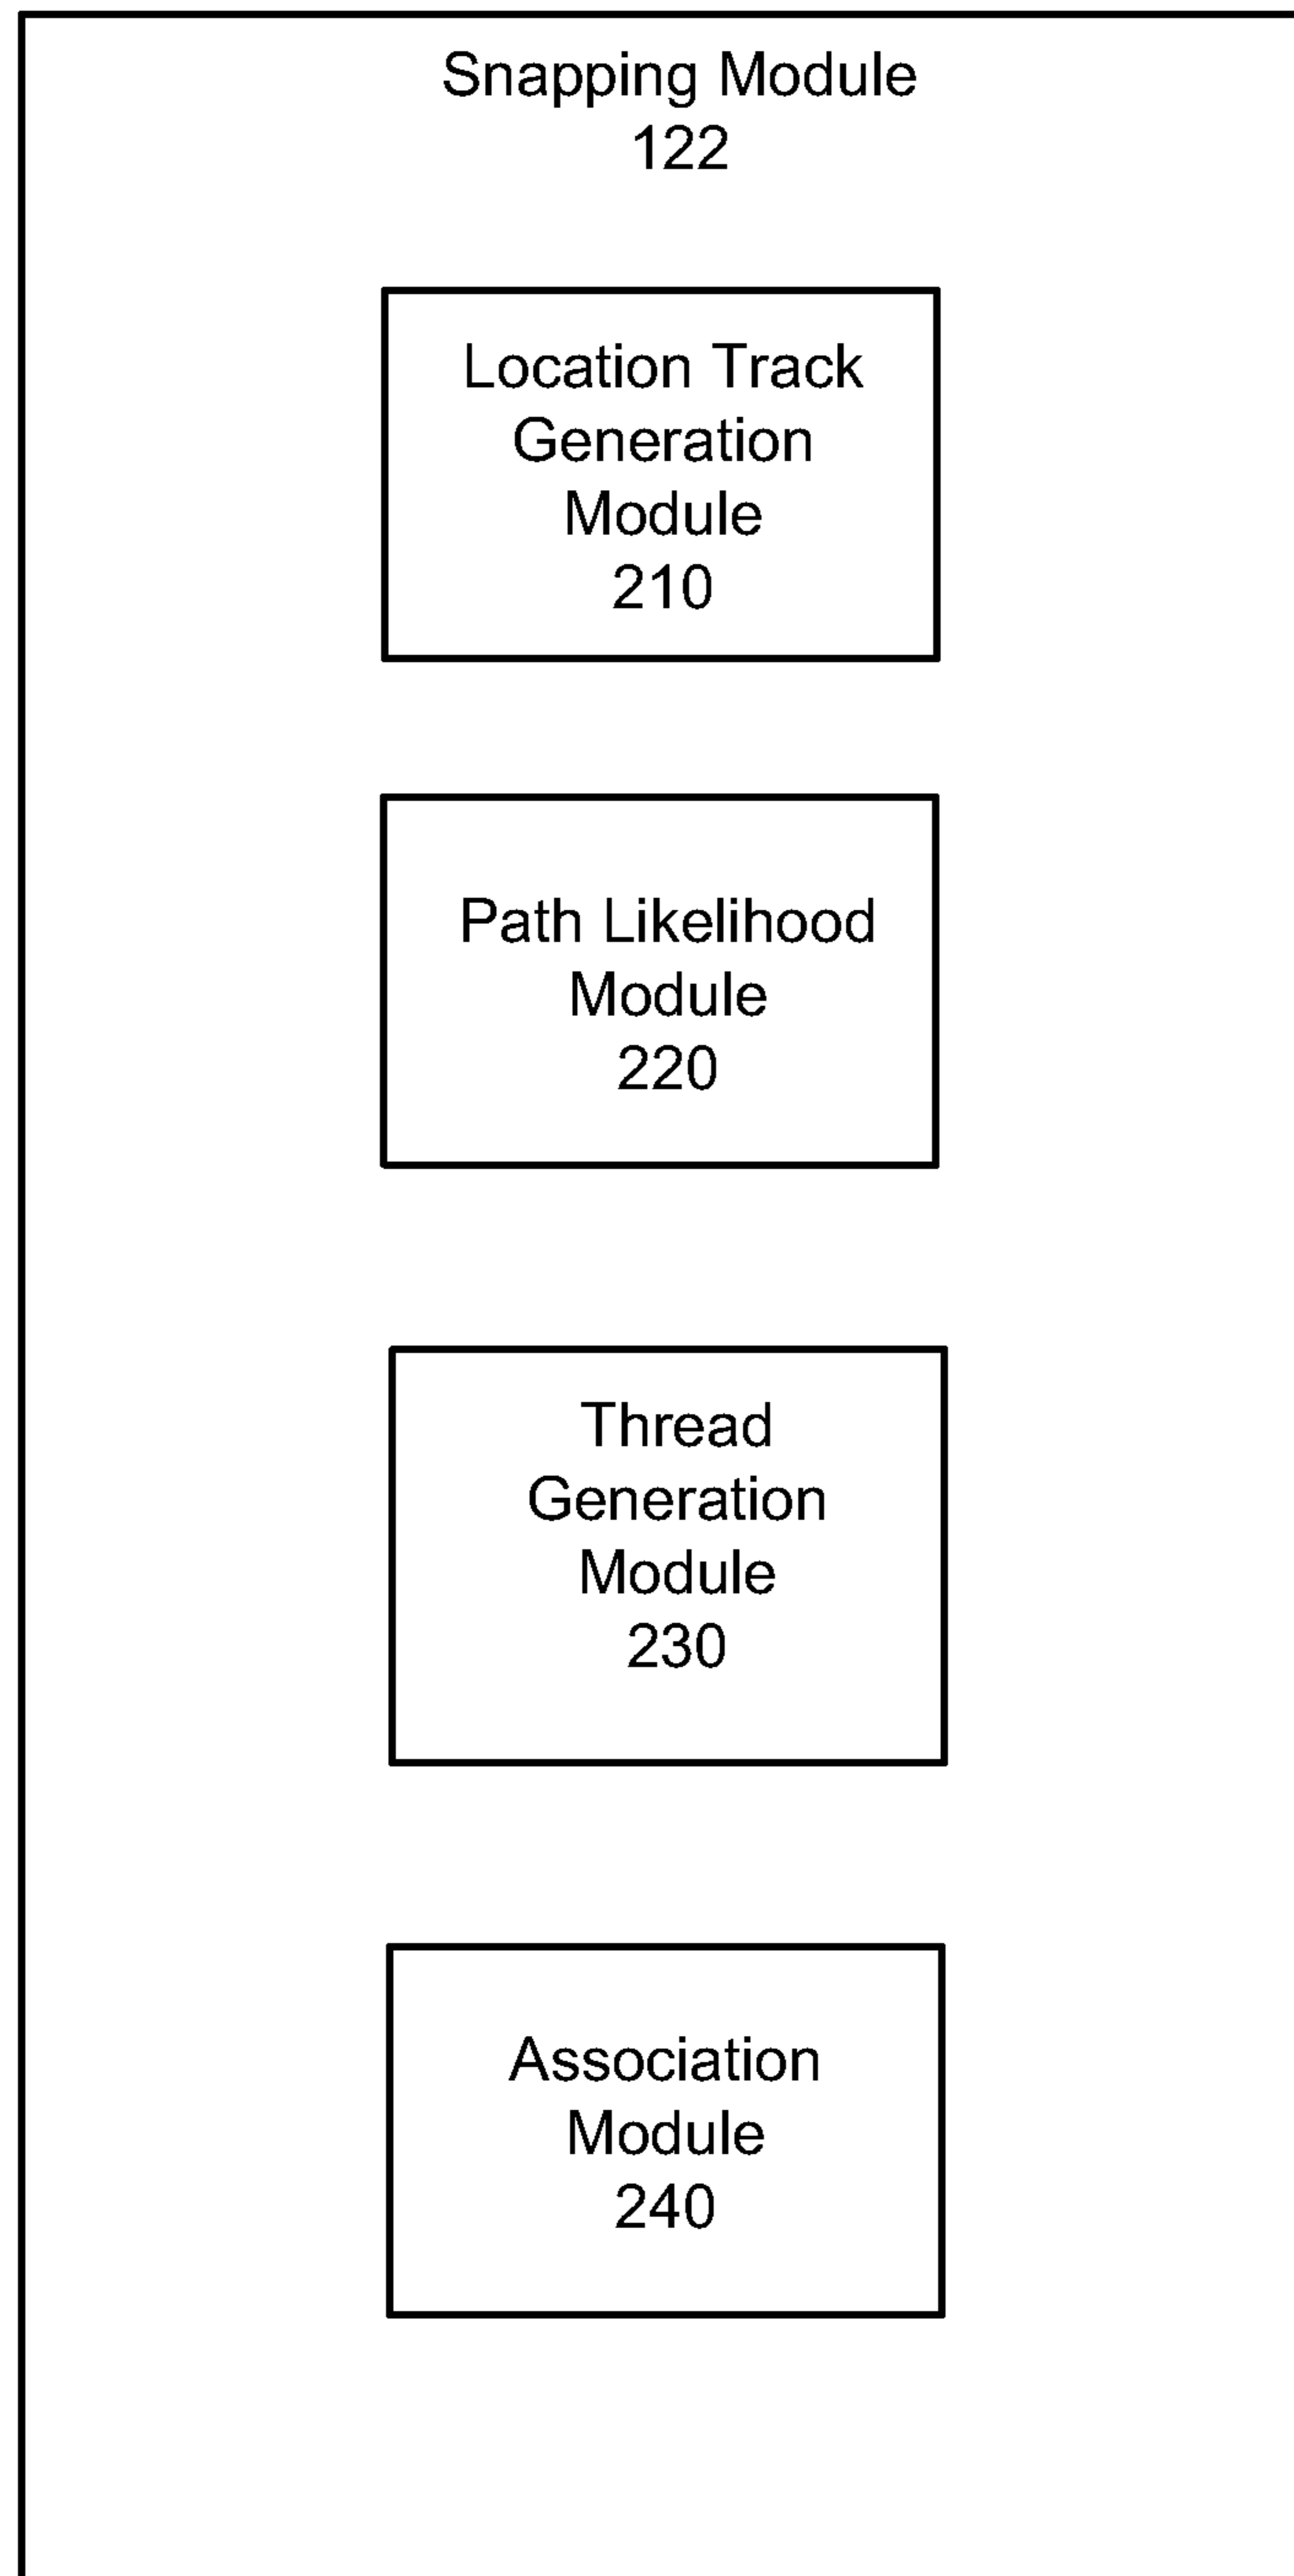 Snapping Module
122
Location Track
Generation
Module
210
Path Likelihood
Module
220
Thread
Generation
Module
230
Association
Module
240